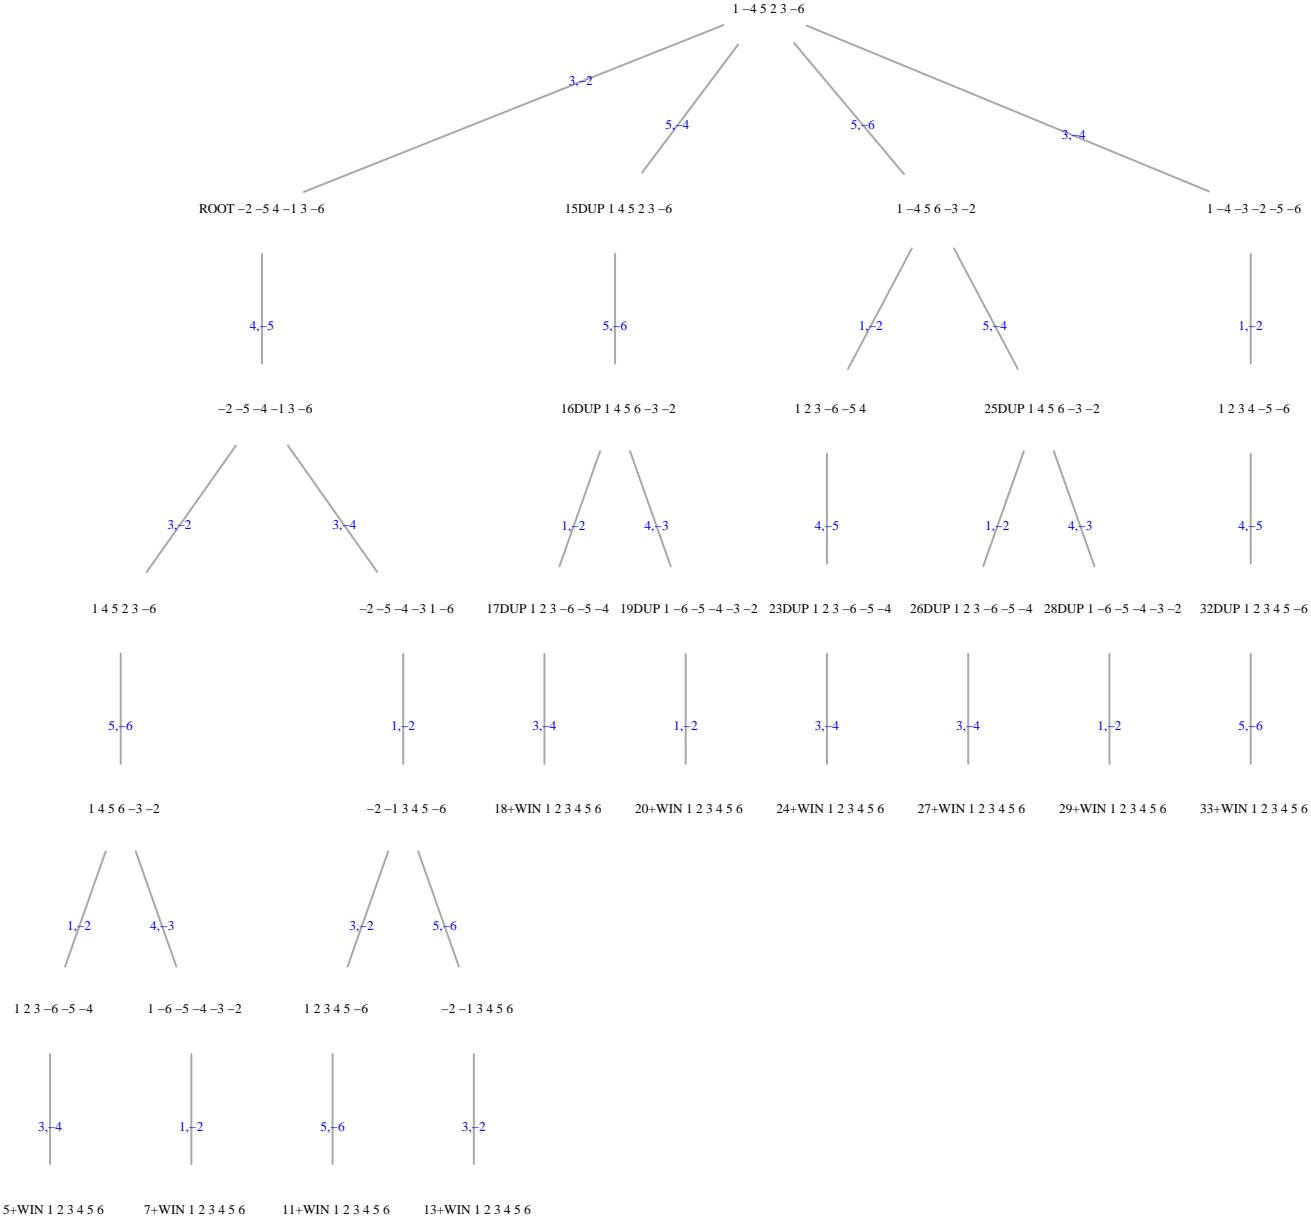 1 −4 5 2 3 −6
3,−2
5,−4
5,−6
3,−4
ROOT −2 −5 4 −1 3 −6
15DUP 1 4 5 2 3 −6
1 −4 5 6 −3 −2
1 −4 −3 −2 −5 −6
4,−5
5,−6
1,−2
5,−4
1,−2
−2 −5 −4 −1 3 −6
16DUP 1 4 5 6 −3 −2
1 2 3 −6 −5 4
25DUP 1 4 5 6 −3 −2
1 2 3 4 −5 −6
3,−2
3,−4
1,−2
4,−3
4,−5
1,−2
4,−3
4,−5
1 4 5 2 3 −6
−2 −5 −4 −3 1 −6
17DUP 1 2 3 −6 −5 −4
19DUP 1 −6 −5 −4 −3 −2
23DUP 1 2 3 −6 −5 −4
26DUP 1 2 3 −6 −5 −4
28DUP 1 −6 −5 −4 −3 −2
32DUP 1 2 3 4 5 −6
5,−6
1,−2
3,−4
1,−2
3,−4
3,−4
1,−2
5,−6
1 4 5 6 −3 −2
−2 −1 3 4 5 −6
18+WIN 1 2 3 4 5 6
20+WIN 1 2 3 4 5 6
24+WIN 1 2 3 4 5 6
27+WIN 1 2 3 4 5 6
29+WIN 1 2 3 4 5 6
33+WIN 1 2 3 4 5 6
1,−2
4,−3
3,−2
5,−6
1 2 3 −6 −5 −4
1 −6 −5 −4 −3 −2
1 2 3 4 5 −6
−2 −1 3 4 5 6
3,−4
1,−2
5,−6
3,−2
5+WIN 1 2 3 4 5 6
7+WIN 1 2 3 4 5 6
11+WIN 1 2 3 4 5 6
13+WIN 1 2 3 4 5 6